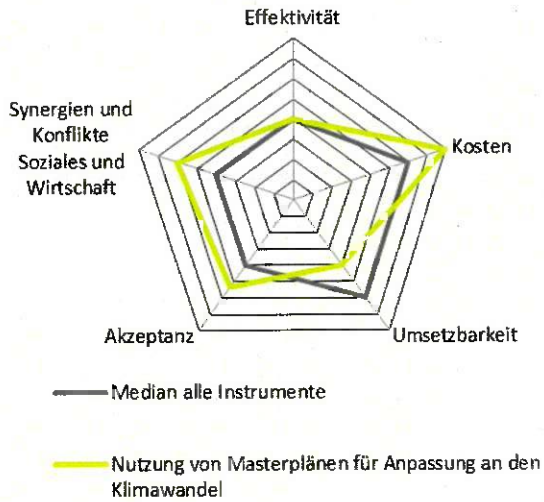 Effektivität
Synergien und
Konflikte
Soziales und
Wirtschaft
Kosten
Akzeptanz
Umsetzbarkeit
Median alle Instrumente
Nutzung von Masterplänen für Anpassung an den
Klimawandel